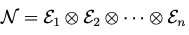 𝒩 = ℰ₁ ⊗ ℰ₂ ⊗ ⋯ ⊗ ℰₙ